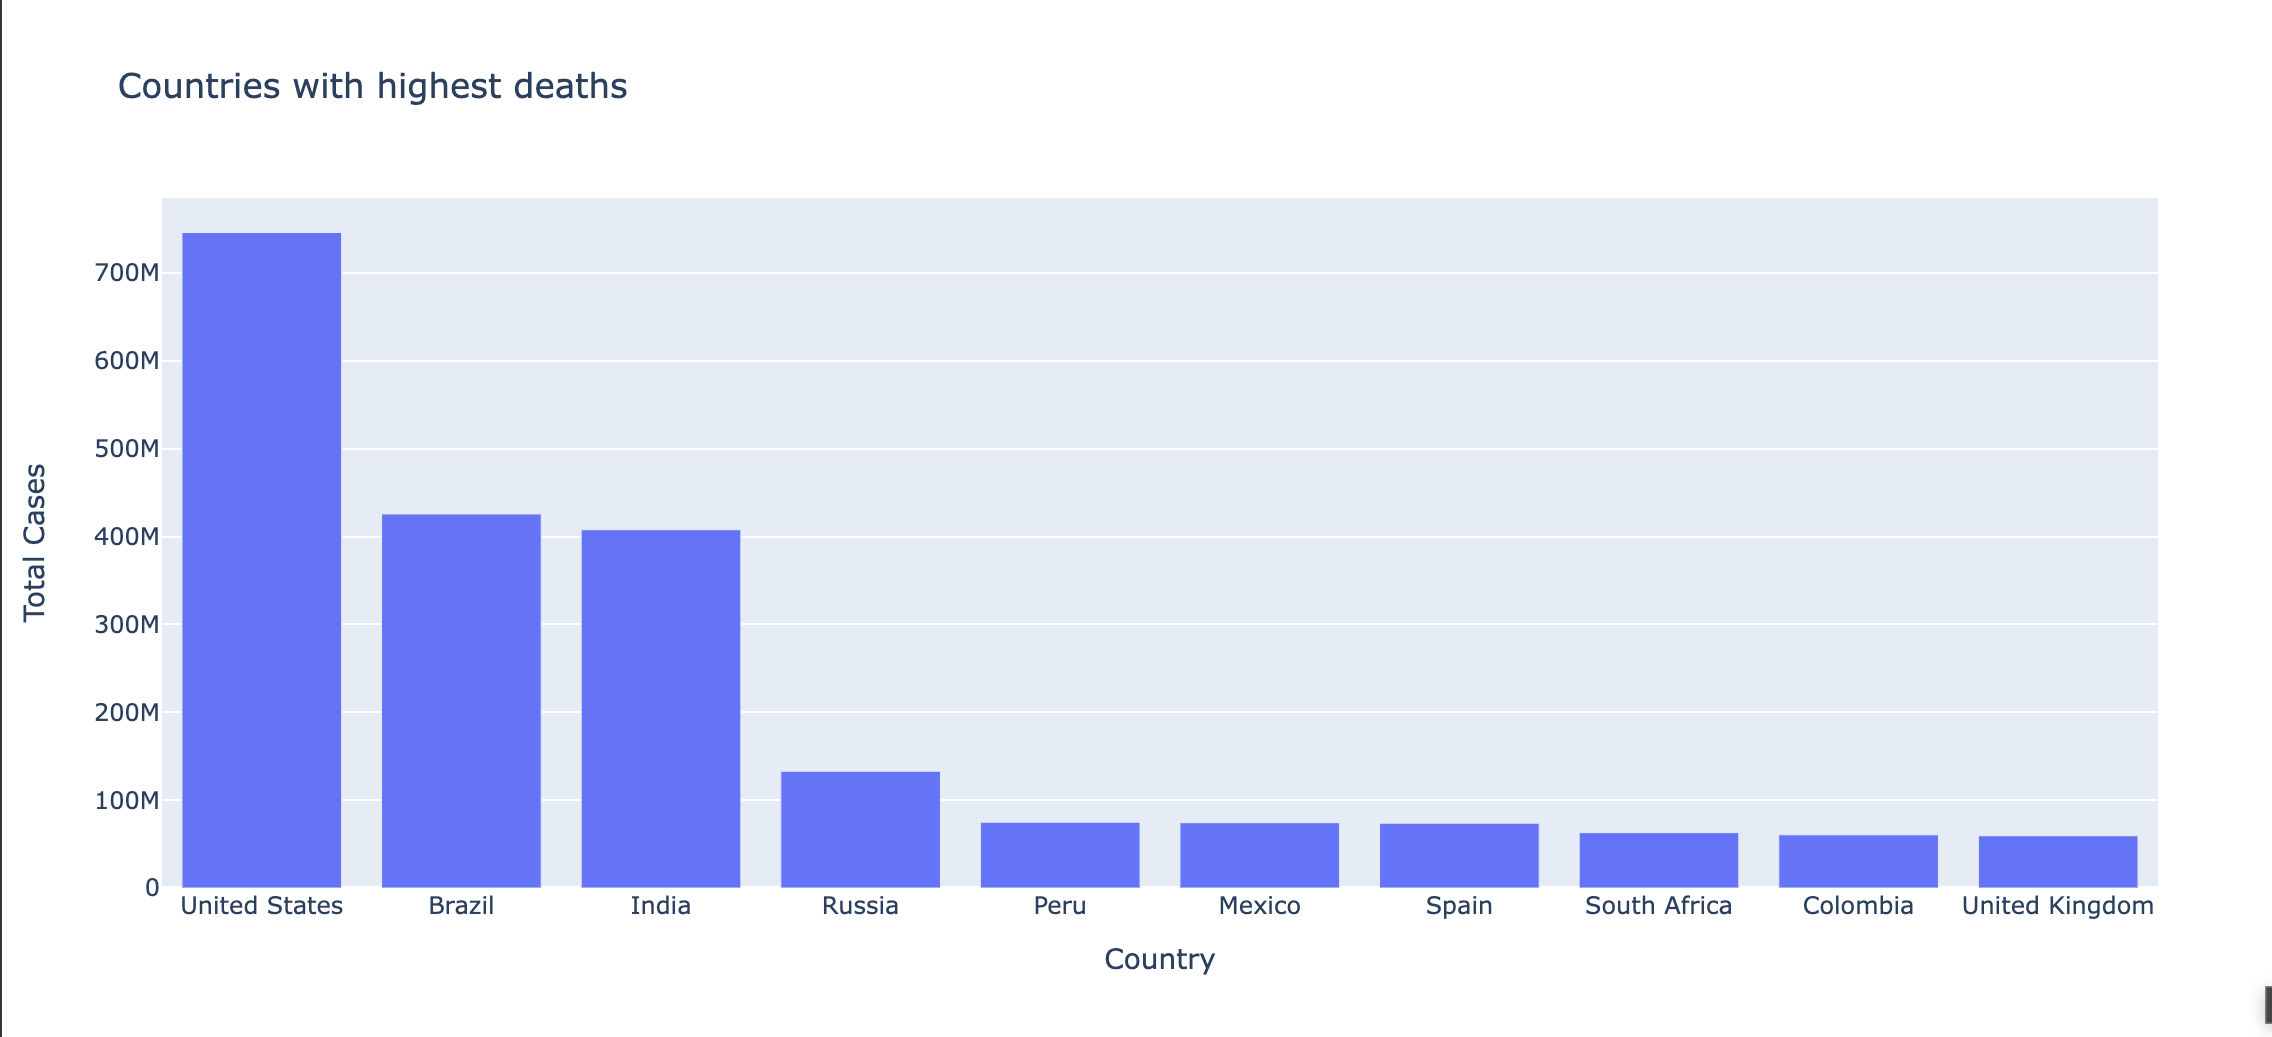 Countries with highest deaths
700M
600M
500M
400M
300M
200M
100M
0
Total Cases
United States
Brazil
India
Russia
Peru
Mexico
Spain
South Africa
Colombia
United Kingdom
Country